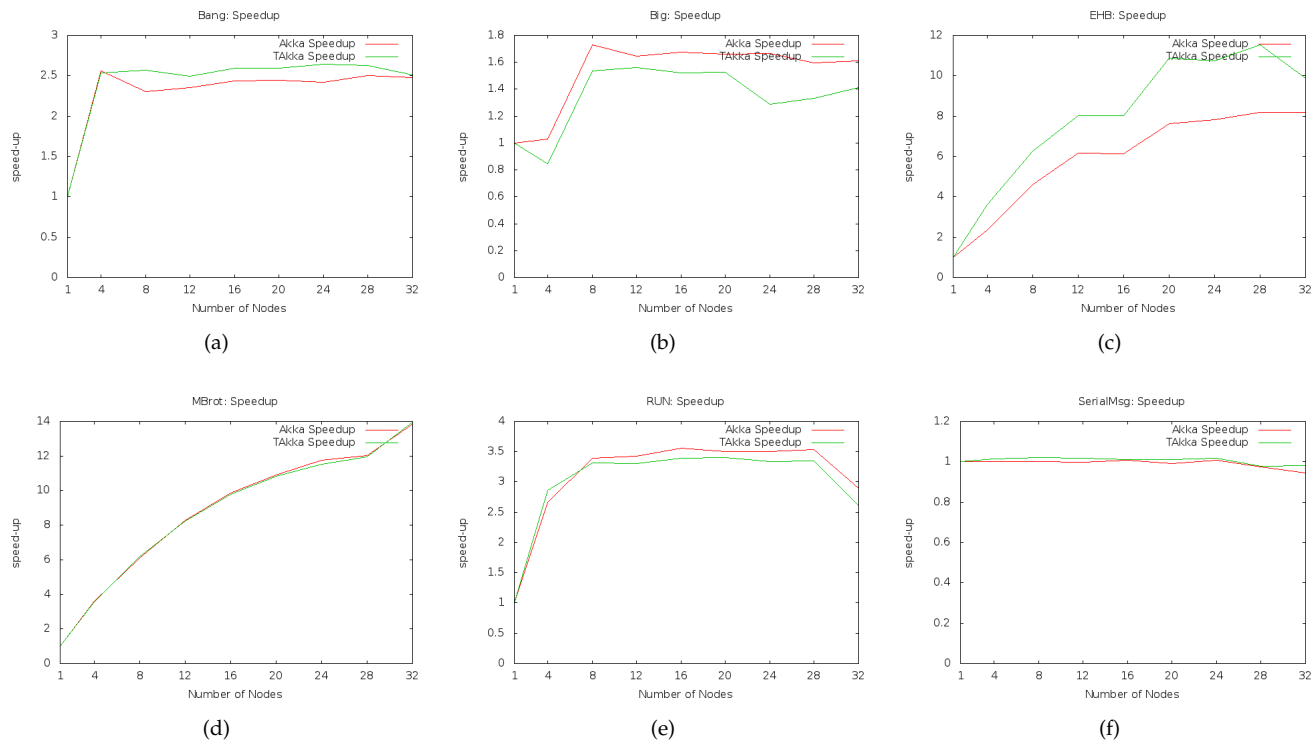 Bang: Speedup
Akka Speedup
TAkka Speedup
speed-up
3
2.5
2
1.5
1
0.5
0
1 4 8 12 16 20 24 28 32
Number of Nodes
(a)
Big: Speedup
Akka Speedup
TAkka Speedup
speed-up
1.8
1.6
1.4
1.2
1
0.8
0.6
0.4
0.2
0
1 4 8 12 16 20 24 28 32
Number of Nodes
(b)
EHB: Speedup
Akka Speedup
TAkka Speedup
speed-up
12
10
8
6
4
2
0
1 4 8 12 16 20 24 28 32
Number of Nodes
(c)
MBrot: Speedup
Akka Speedup
TAkka Speedup
speed-up
14
12
10
8
6
4
2
0
1 4 8 12 16 20 24 28 32
Number of Nodes
(d)
RUN: Speedup
Akka Speedup
TAkka Speedup
speed-up
4
3.5
3
2.5
2
1.5
1
0.5
0
1 4 8 12 16 20 24 28 32
Number of Nodes
(e)
SerialMsg: Speedup
Akka Speedup
TAkka Speedup
speed-up
1.2
1
0.8
0.6
0.4
0.2
0
1 4 8 12 16 20 24 28 32
Number of Nodes
(f)